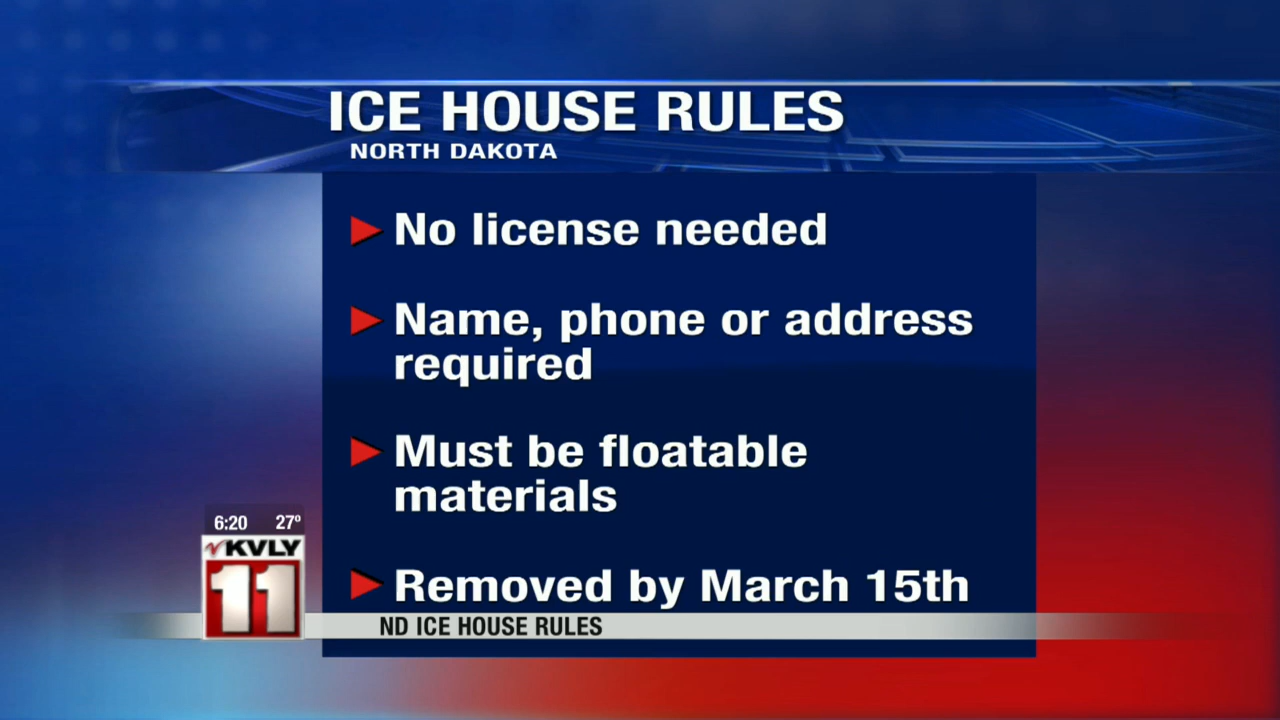 ICE HOUSE RULES
NORTH DAKOTA
No license needed
Name, phone or address
required
Must be floatable
materials
Removed by March 15th
6:20 27º
KVLY
11
ND ICE HOUSE RULES